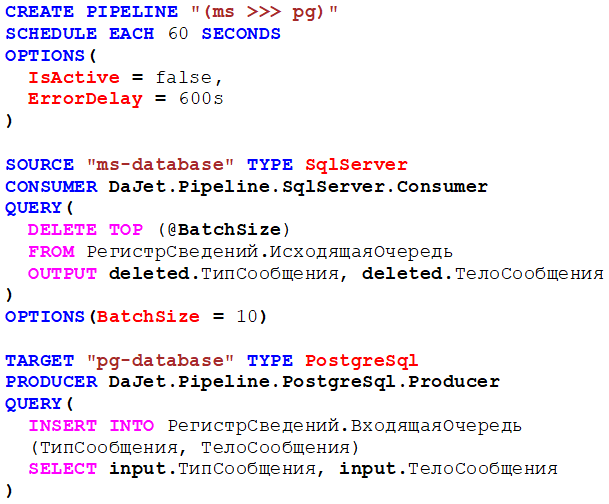 CREATE PIPELINE "(ms >>> pg)"
SCHEDULE EACH 60 SECONDS
OPTIONS(
  IsActive = false,
  ErrorDelay = 600s
)

SOURCE "ms-database" TYPE SqlServer
CONSUMER DaJet.Pipeline.SqlServer.Consumer
QUERY(
  DELETE TOP (@BatchSize)
  FROM РегистрСведений.ИсходящаяОчередь
  OUTPUT deleted.ТипСообщения, deleted.ТелоСообщения
)
OPTIONS(BatchSize = 10)

TARGET "pg-database" TYPE PostgreSql
PRODUCER DaJet.Pipeline.PostgreSql.Producer
QUERY(
  INSERT INTO РегистрСведений.ВходящаяОчередь
  (ТипСообщения, ТелоСообщения)
  SELECT input.ТипСообщения, input.ТелоСообщения
)